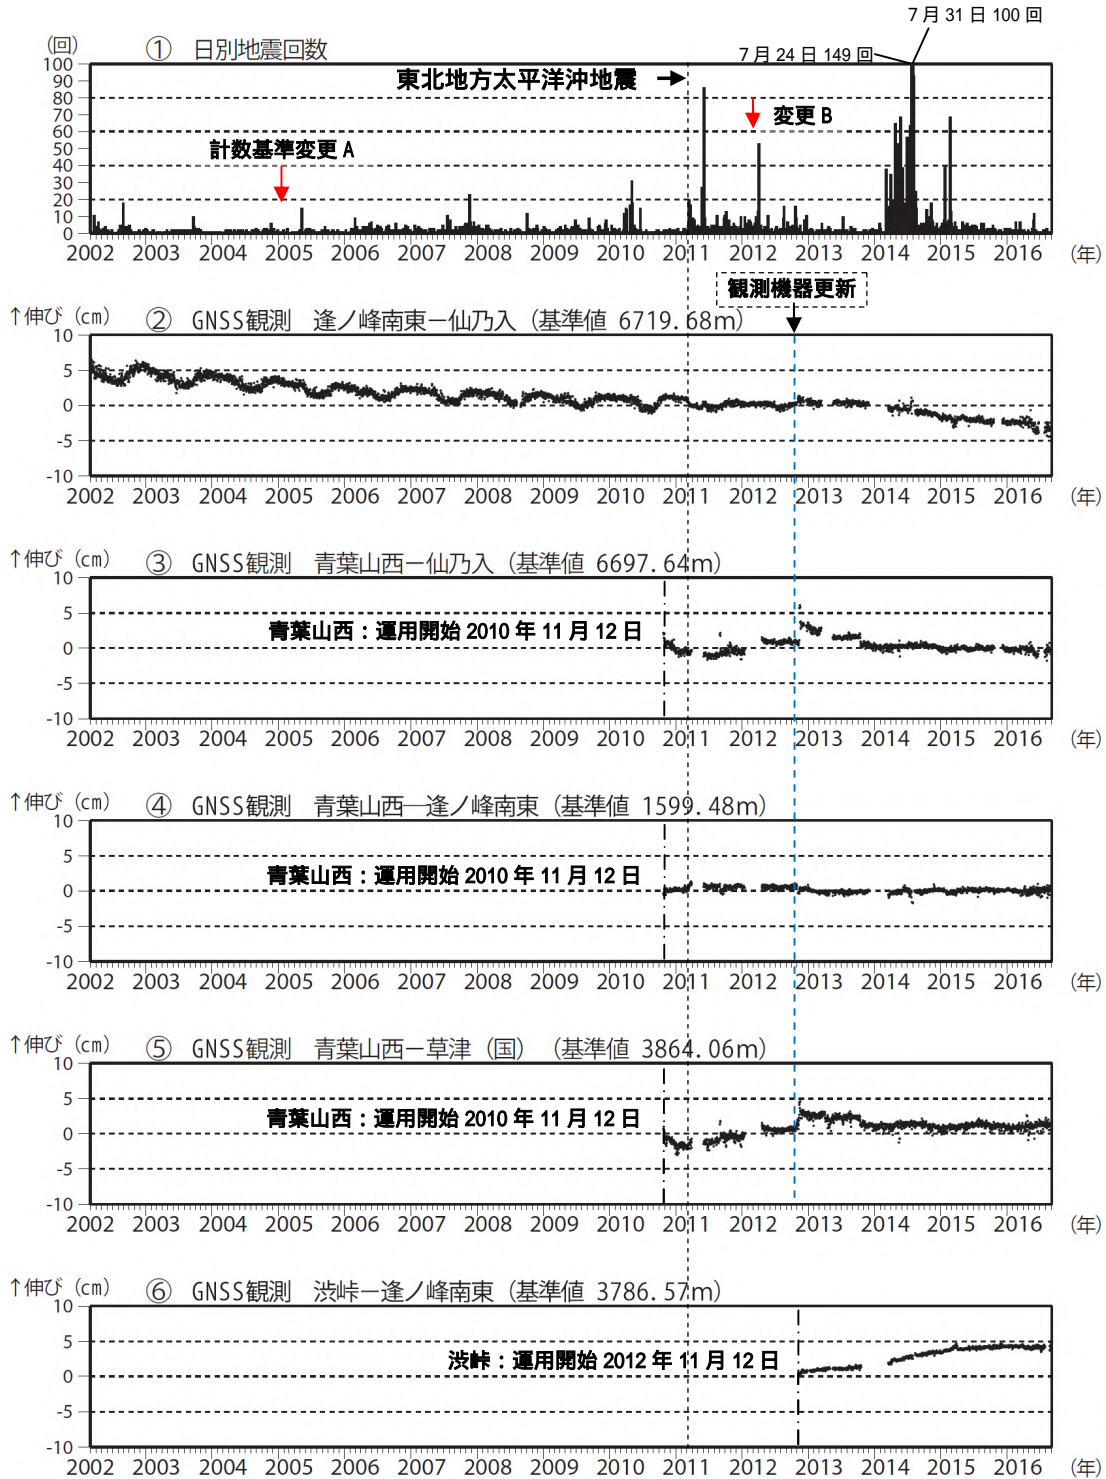 7月31日100回
7月24日149回
(回) ① 日別地震回数
東北地方太平洋沖地震
変更B
計数基準変更A
100
90
80
70
60
50
40
30
20
10
0
2002 2003 2004 2005 2006 2007 2008 2009 2010 2011 2012 2013 2014 2015 2016 (年)
観測機器更新
↑伸び(cm) ② GNSS観測 逢ノ峰南東－仙乃入(基準値 6719.68m)
10
5
0
-5
-10
2002 2003 2004 2005 2006 2007 2008 2009 2010 2011 2012 2013 2014 2015 2016 (年)
↑伸び(cm) ③ GNSS観測 青葉山西－仙乃入(基準値 6697.64m)
10
5
青葉山西：運用開始2010年11月12日
0
-5
-10
2002 2003 2004 2005 2006 2007 2008 2009 2010 2011 2012 2013 2014 2015 2016 (年)
↑伸び(cm) ④ GNSS観測 青葉山西―逢ノ峰南東(基準値 1599.48m)
10
5
青葉山西：運用開始2010年11月12日
0
-5
-10
2002 2003 2004 2005 2006 2007 2008 2009 2010 2011 2012 2013 2014 2015 2016 (年)
↑伸び(cm) ⑤ GNSS観測 青葉山西－草津(国) (基準値 3864.06m)
10
5
青葉山西：運用開始2010年11月12日
0
-5
-10
2002 2003 2004 2005 2006 2007 2008 2009 2010 2011 2012 2013 2014 2015 2016 (年)
↑伸び(cm) ⑥ GNSS観測 渋峠－逢ノ峰南東(基準値 3786.57m)
10
5
渋峠：運用開始2012年11月12日
0
-5
-10
2002 2003 2004 2005 2006 2007 2008 2009 2010 2011 2012 2013 2014 2015 2016 (年)